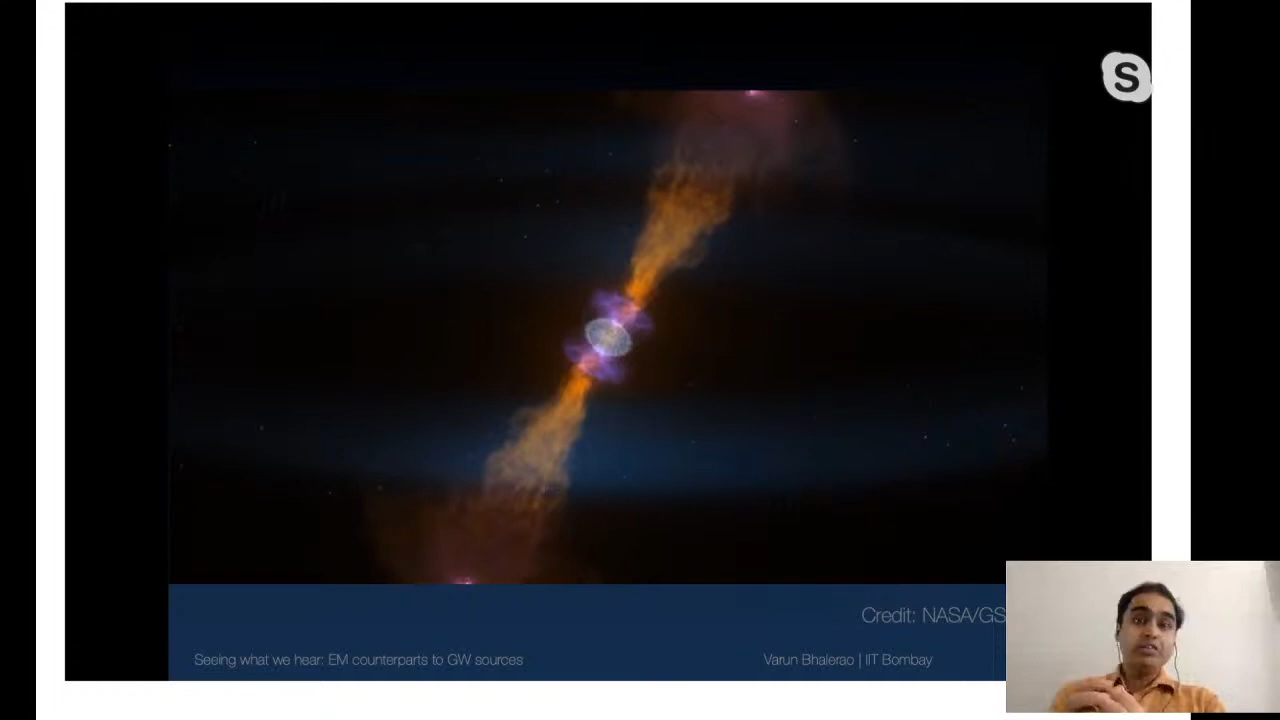 S
Credit: NASA/GS
Seeing what we hear: EM counterparts to GW sources
Varun Bhalerao | IIT Bombay